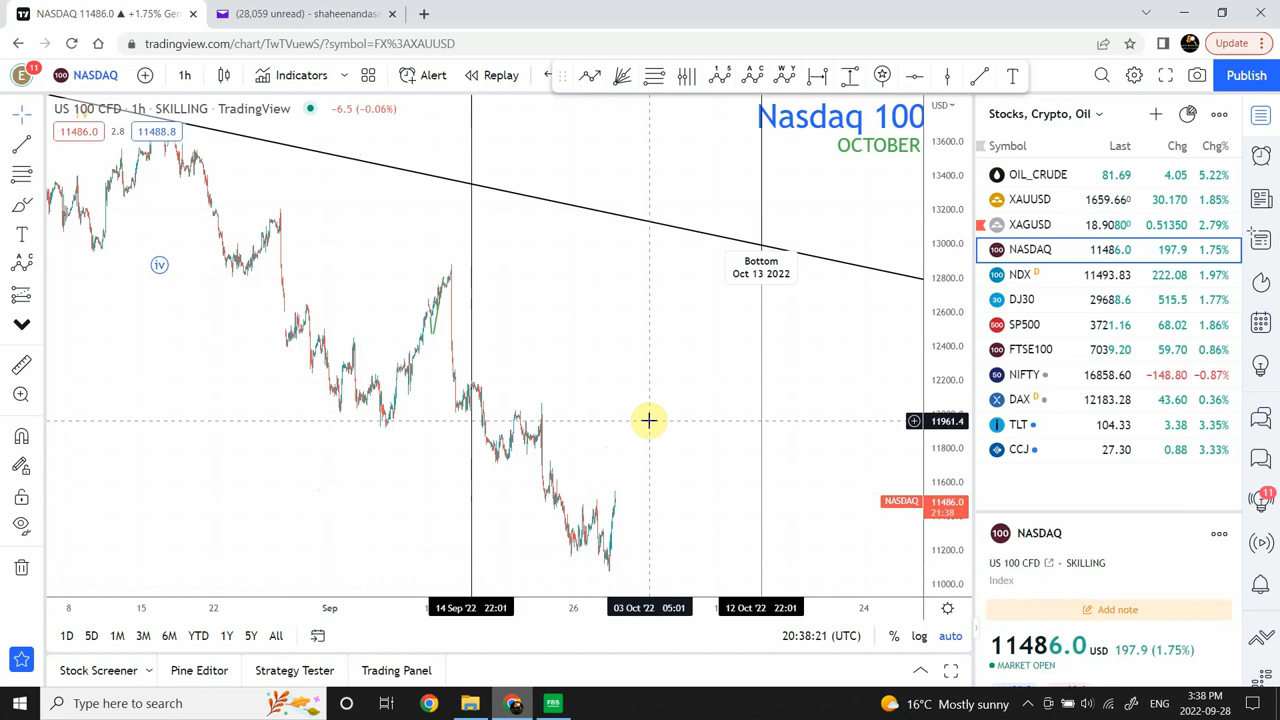 NASDAQ 11486.0 ▲ +1.75% Gen
(28,059 unread) - shaheendasa
tradingview.com/chart/TwTVuewS/?symbol=FX%3AXAUUSD
Update
11
NASDAQ
1h
Indicators
Alert
Replay
Publish
US 100 CFD · 1h · SKILLING · TradingView
-6.5 (-0.06%)
11486.0 2.8 11488.8
Nasdaq 100
OCTOBER
USD
13600.0
13400.0
13200.0
13000.0
12800.0
12600.0
12400.0
12200.0
11961.4
11800.0
11600.0
NASDAQ 11486.0
21:38
11200.0
11000.0
iv
Bottom
Oct 13 2022
8 15 22 Sep 14 Sep '22 22:01 26 03 Oct '22 05:01 12 Oct '22 22:01 24
1D 5D 1M 3M 6M YTD 1Y 5Y All
20:38:21 (UTC) % log auto
Stock Screener Pine Editor Strategy Tester Trading Panel
Stocks, Crypto, Oil
Symbol Last Chg Chg%
OIL_CRUDE 81.69 4.05 5.22%
XAUUSD 1659.660 30.170 1.85%
XAGUSD 18.9080 0.51350 2.79%
NASDAQ 11486.0 197.9 1.75%
NDX D 11493.83 222.08 1.97%
DJ30 29688.6 515.5 1.77%
SP500 3721.16 68.02 1.86%
FTSE100 7039.20 59.70 0.86%
NIFTY 16858.60 −148.80 −0.87%
DAX D 12183.28 43.60 0.36%
TLT 104.33 3.38 3.35%
CCJ 27.30 0.88 3.33%
NASDAQ
US 100 CFD · SKILLING
Index
Add note
11486.0 USD 197.9 (1.75%)
MARKET OPEN
11
Type here to search
FBS
16°C Mostly sunny
ENG
3:38 PM
2022-09-28